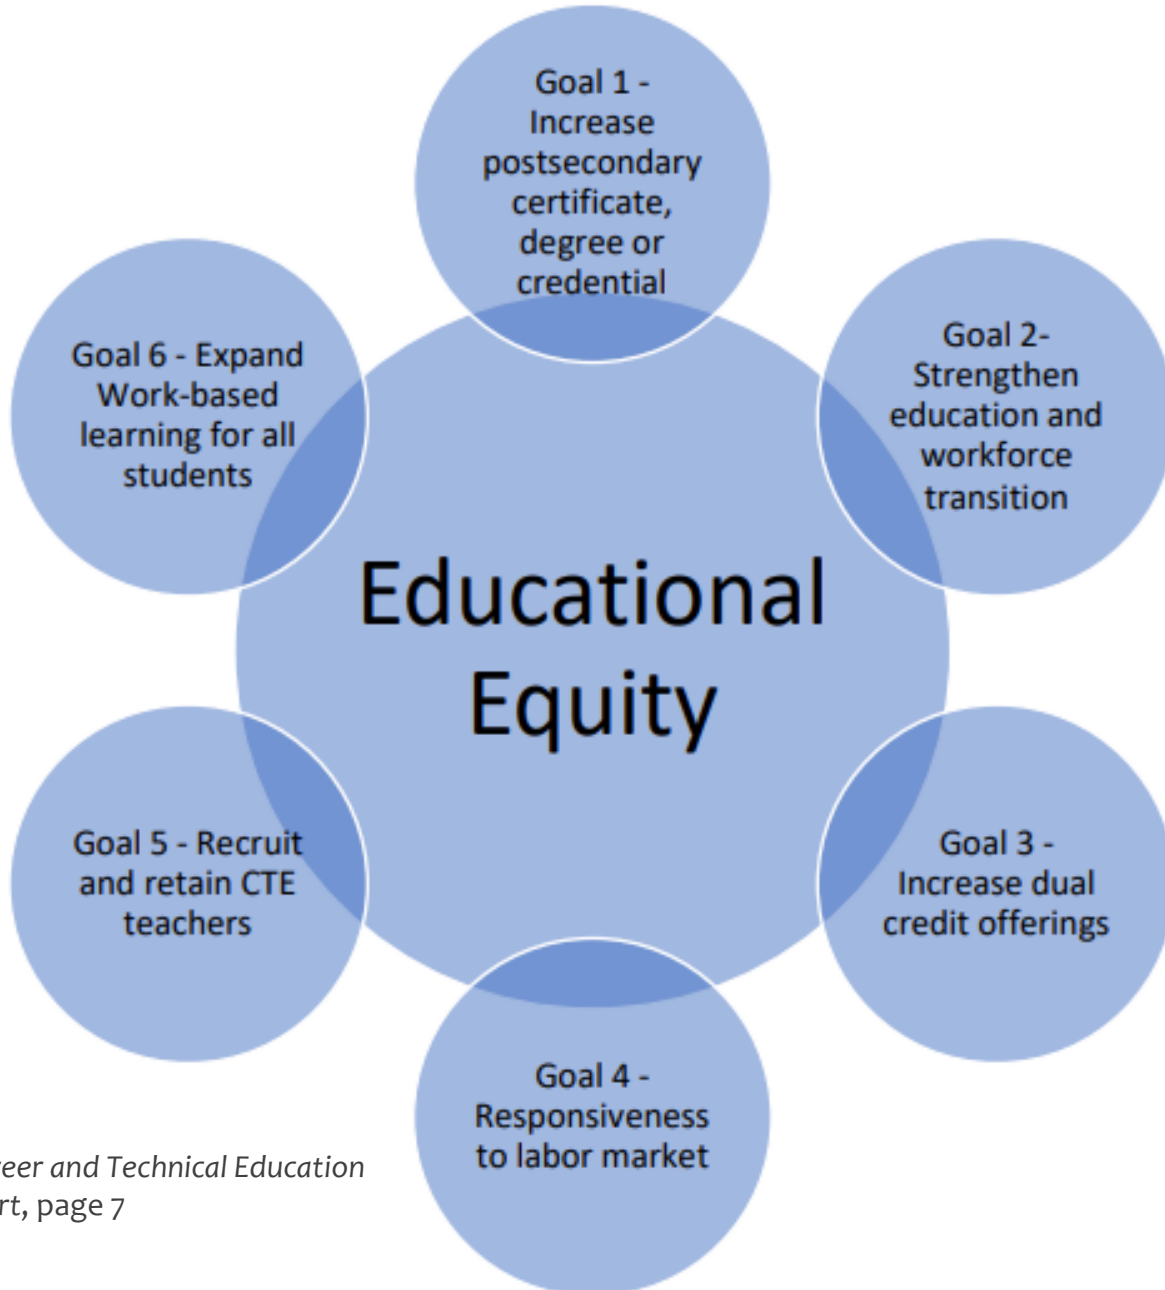 Goal 1 -
Increase
postsecondary
certificate,
degree or
credential
Goal 2-
Strengthen
education and
workforce
transition
Goal 6 - Expand
Work-based
learning for all
students
Educational
Equity
Goal 5 - Recruit
and retain CTE
teachers
Goal 3 -
Increase dual
credit offerings
Goal 4 -
Responsiveness
to labor market
and Technical Education
page 7